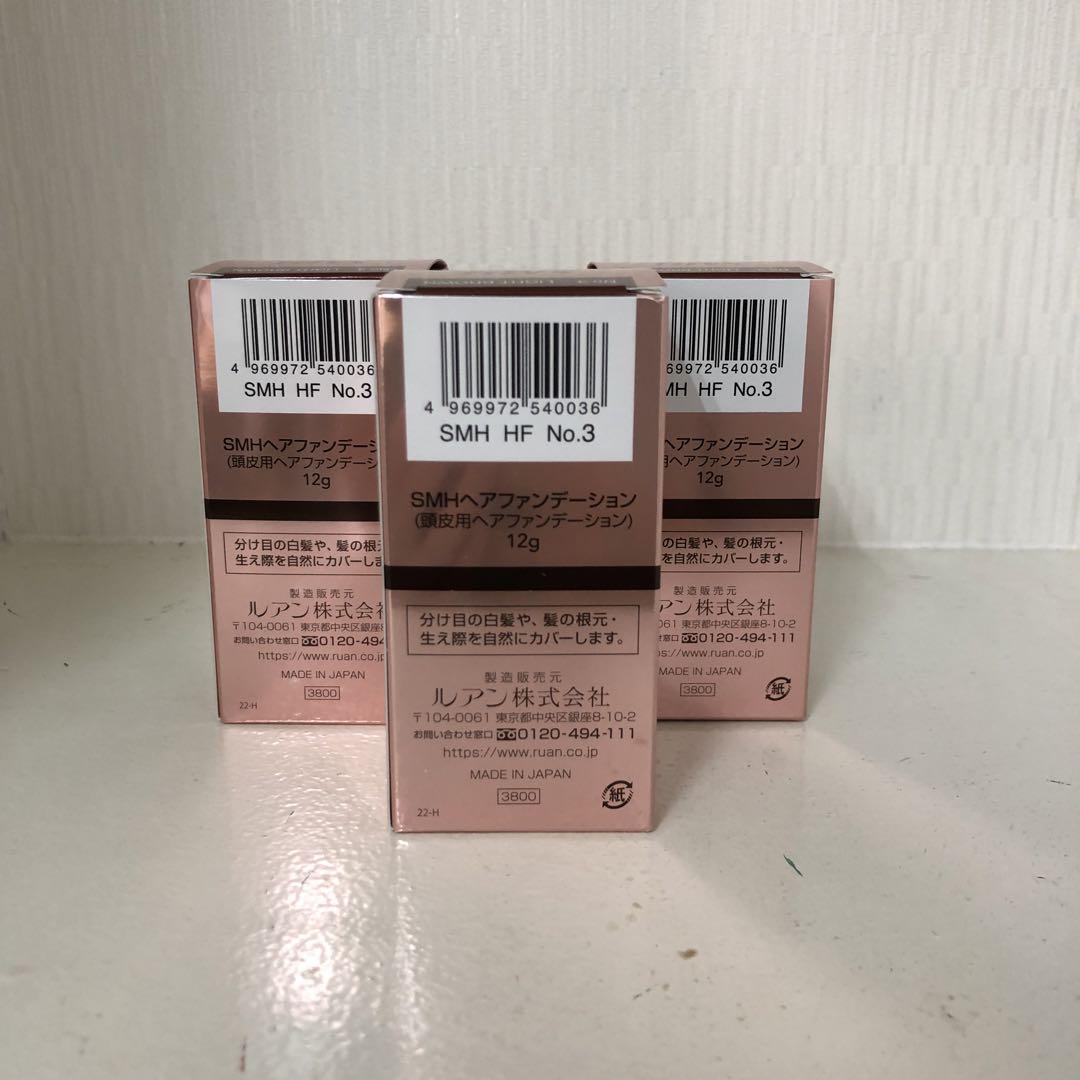 4 969972 540036
SMH HF No.3
SMHヘアファンデーション
(頭皮用ヘアファンデーション)
12g
分け目の白髪や、髪の根元・
生え際を自然にカバーします。
製造販売元
ルアン株式会社
〒104-0061 東京都中央区銀座8-10-2
お問い合わせ窓口 0120-494-111
https://www.ruan.co.jp
MADE IN JAPAN
3800
紙
22-H
4 969972 540036
SMH HF No.3
SMHヘアファンデーシ
(頭皮用ヘアファンデーシ
12g
分け目の白髪や、髪の根元
生え際を自然にカバーしま
製造販売元
ルアン株式会社
〒104-0061 東京都中央区銀座
お問い合わせ窓口 0120-494
https://www.ruan.co.jp
MADE IN JAPAN
3800
22-H
69972 540036
SMH HF No.3
ヘアファンデーション
用ヘアファンデーション)
12g
の白髪や、髪の根元・
を自然にカバーします。
製造販売元
アン株式会社
0061 東京都中央区銀座8-10-2
わせ窓口 0120-494-111
s://www.ruan.co.jp
MADE IN JAPAN
3800
紙